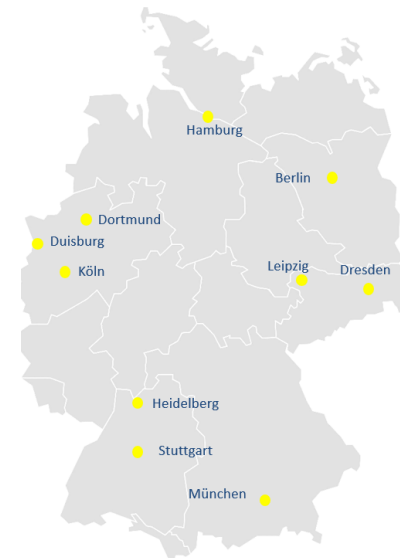 Hamburg
Berlin
Dortmund
Duisburg
Köln
Leipzig
Dresden
Heidelberg
Stuttgart
München